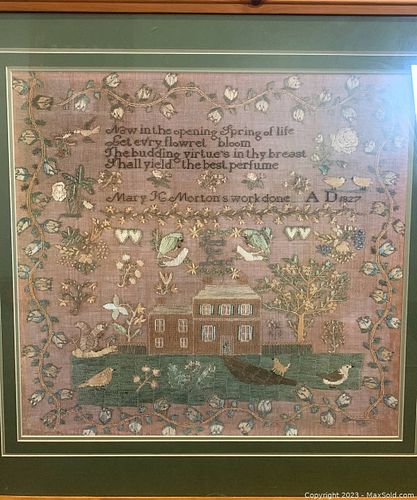 Now in the opening Spring of life
Let evry flowret bloom
The budding virtues in thy breast
Shall yield the best perfume
Mary H Morton's work done A D 1827
Copyright 2023 - MaxSold.com